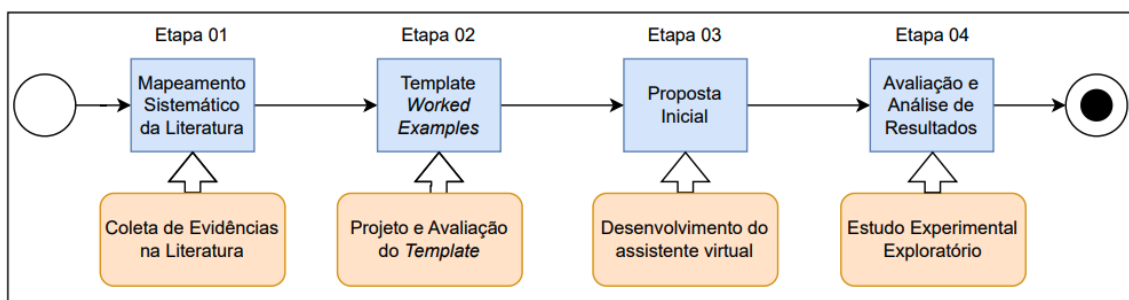 Etapa 01
Etapa 02
Etapa 03
Etapa 04
Mapeamento
Sistemático
da Literatura
Template
Worked
Examples
Proposta
Inicial
Avaliação e
Análise de
Resultados
Coleta de Evidências
na Literatura
Projeto e Avaliação
do Template
Desenvolvimento do
assistente virtual
Estudo Experimental
Exploratório